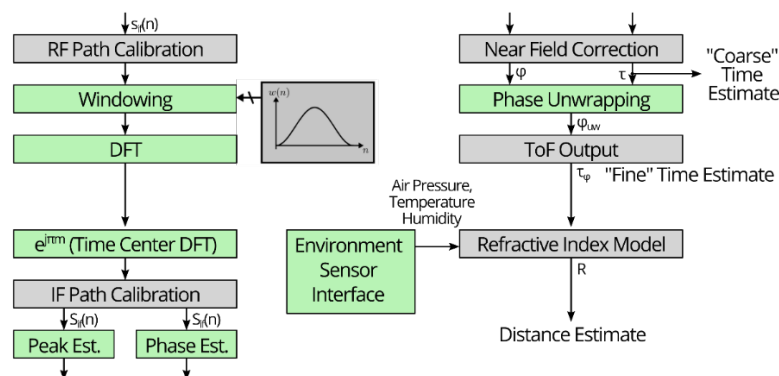 s_if(n)
RF Path Calibration
Windowing
w(n)
n
DFT
e^jπm (Time Center DFT)
IF Path Calibration
S_if(n)
S_if(n)
Peak Est.
Phase Est.
Near Field Correction
φ
τ
"Coarse"
Time
Estimate
Phase Unwrapping
φ_uw
ToF Output
τ_φ "Fine" Time Estimate
Air Pressure,
Temperature
Humidity
Environment
Sensor
Interface
Refractive Index Model
R
Distance Estimate